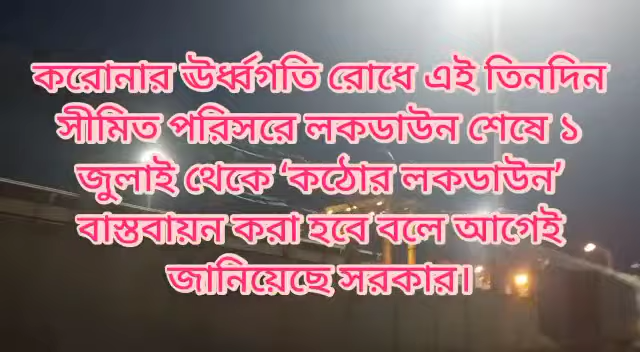 করোনার ঊর্ধ্বগতি রোধে এই তিনদিন
সীমিত পরিসরে লকডাউন শেষে ১
জুলাই থেকে ‘কঠোর লকডাউন’
বাস্তবায়ন করা হবে বলে আগেই
জানিয়েছে সরকার।